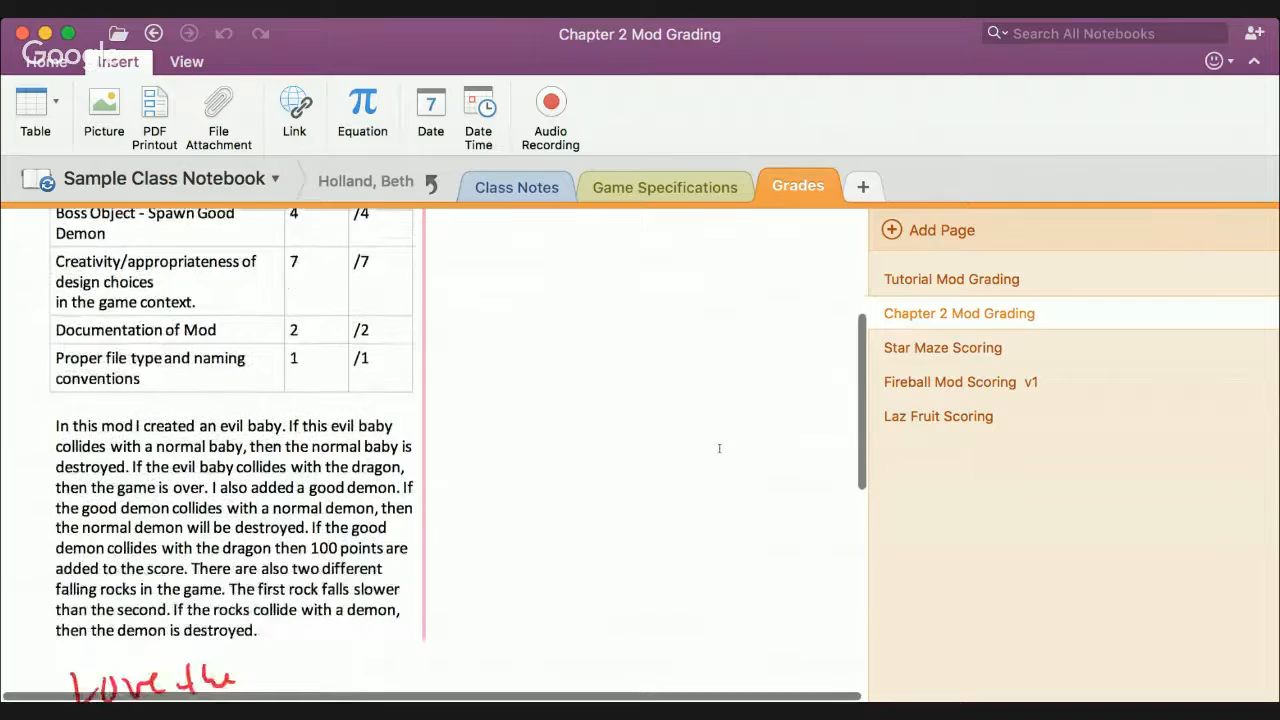 Chapter 2 Mod Grading
Search All Notebooks
Google
Home Insert View
Table
Picture
PDF Printout
File Attachment
Link
π
Equation
7
Date
Date Time
Audio Recording
Sample Class Notebook
Holland, Beth
Class Notes
Game Specifications
Grades
+
Boss Object - Spawn Good
Demon
4 /4
Creativity/appropriateness of
design choices
in the game context.
7 /7
Documentation of Mod 2 /2
Proper file type and naming
conventions
1 /1
In this mod I created an evil baby. If this evil baby
collides with a normal baby, then the normal baby is
destroyed. If the evil baby collides with the dragon,
then the game is over. I also added a good demon. If
the good demon collides with a normal demon, then
the normal demon will be destroyed. If the good
demon collides with the dragon then 100 points are
added to the score. There are also two different
falling rocks in the game. The first rock falls slower
than the second. If the rocks collide with a demon,
then the demon is destroyed.
Love the
Add Page
Tutorial Mod Grading
Chapter 2 Mod Grading
Star Maze Scoring
Fireball Mod Scoring v1
Laz Fruit Scoring